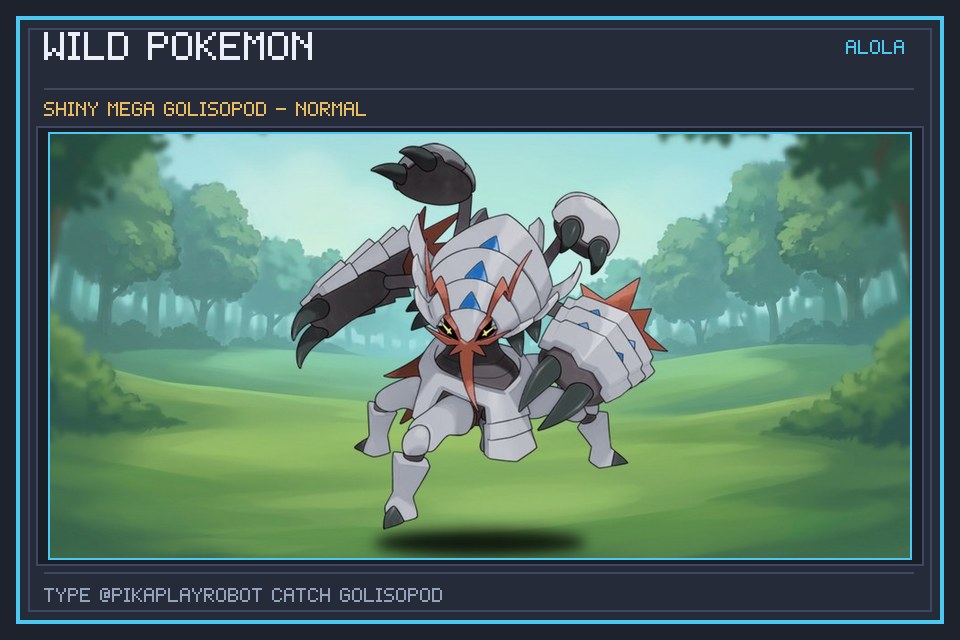 WILD POKEMON
ALOLA
SHINY MEGA GOLISOPOD - NORMAL
TYPE @PIKAPLAYROBOT CATCH GOLISOPOD